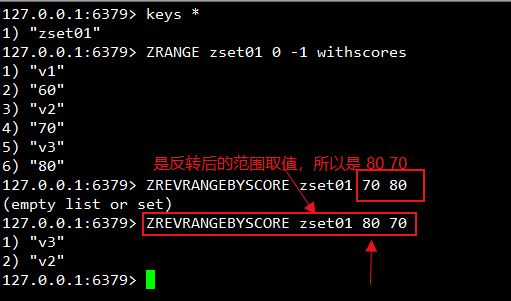 127.0.0.1:6379> keys *
1) "zset01"
127.0.0.1:6379> ZRANGE zset01 0 -1 withscores
1) "v1"
2) "60"
3) "v2"
4) "70"
5) "v3"
6) "80"
是反转后的范围取值，所以是 80 70
127.0.0.1:6379> ZREVRANGEBYSCORE zset01 70 80
(empty list or set)
127.0.0.1:6379> ZREVRANGEBYSCORE zset01 80 70
1) "v3"
2) "v2"
127.0.0.1:6379>